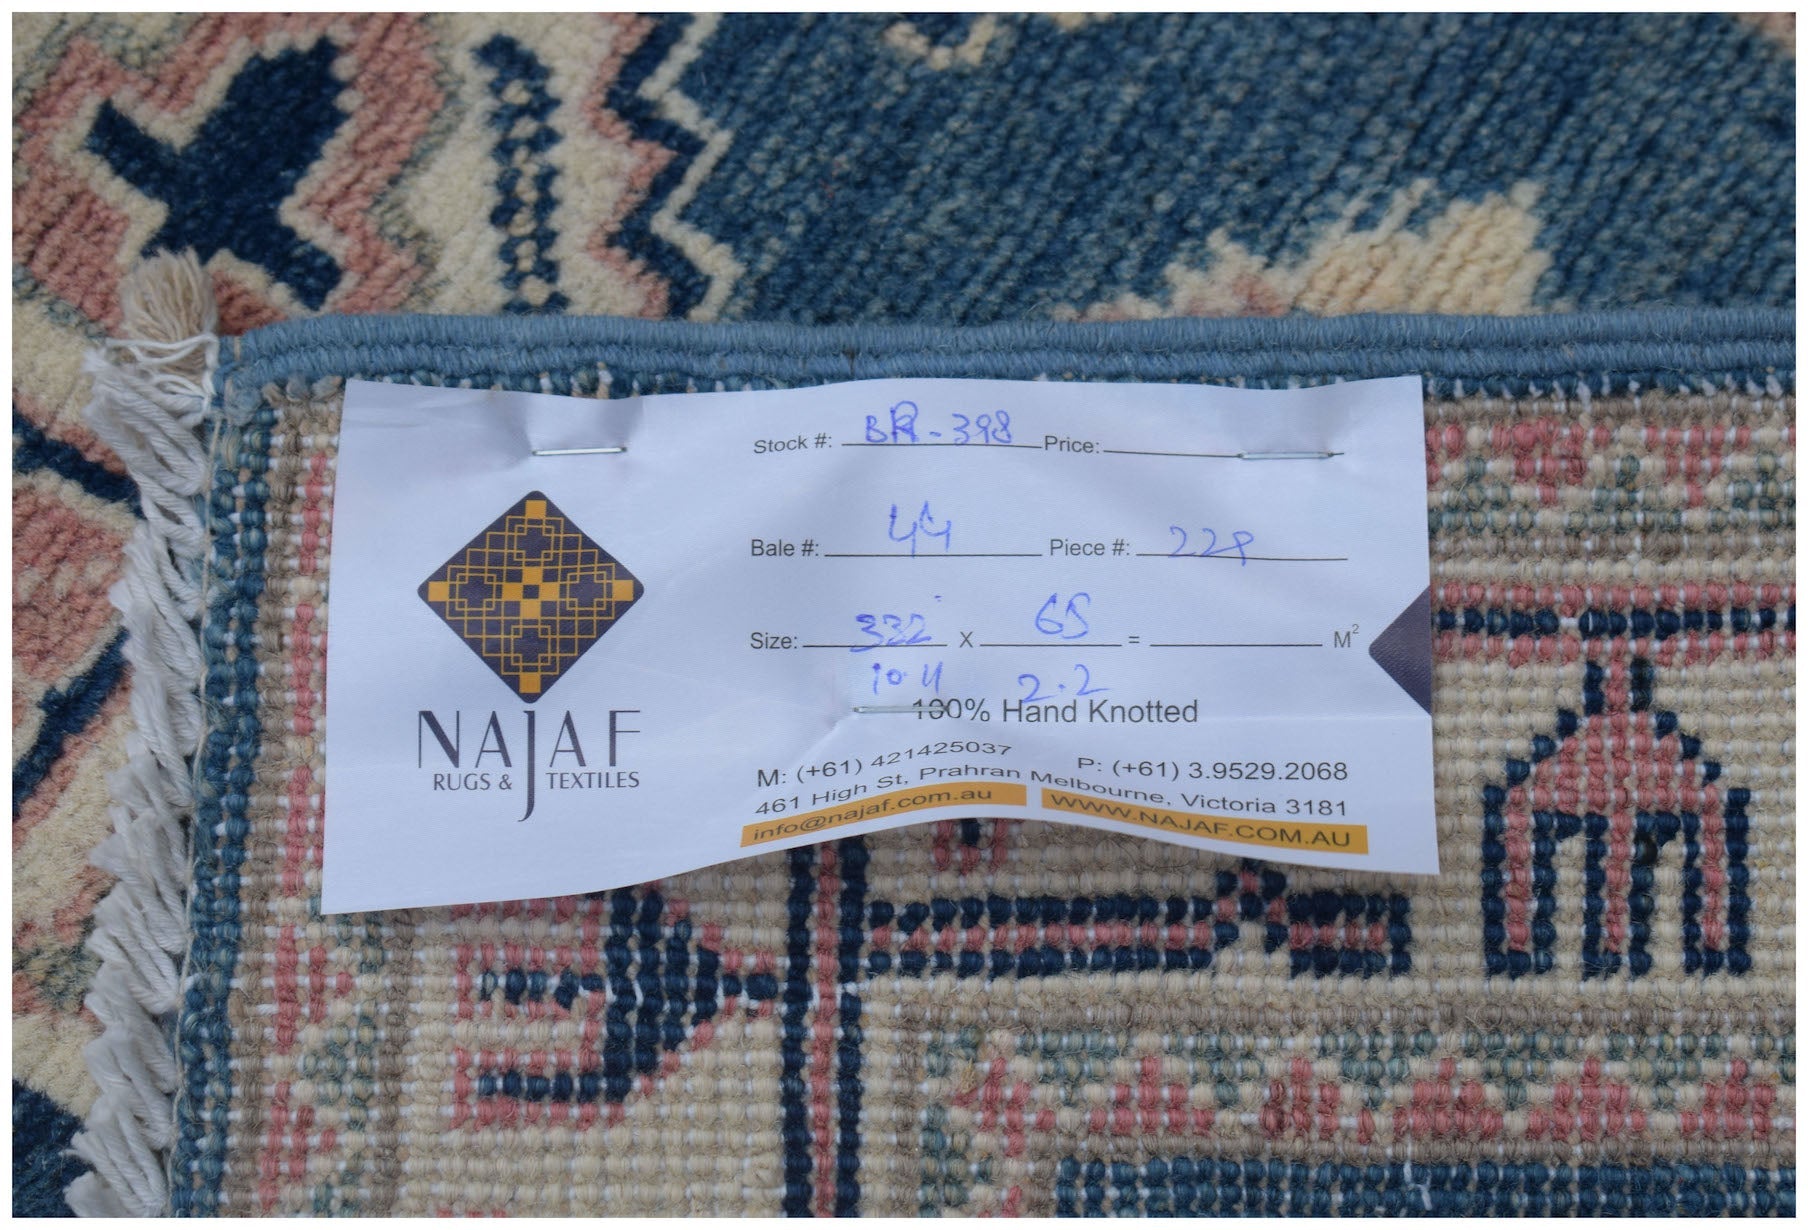 Stock #: BR-398 Price:
Bale #: 44 Piece #: 228
Size: 332 X 65 = M²
10.11 2.2
100% Hand Knotted
M: (+61) 421425037 P: (+61) 3.9529.2068
461 High St, Prahran Melbourne, Victoria 3181
info@najaf.com.au WWW.NAJAF.COM.AU
NAJAF
RUGS & TEXTILES